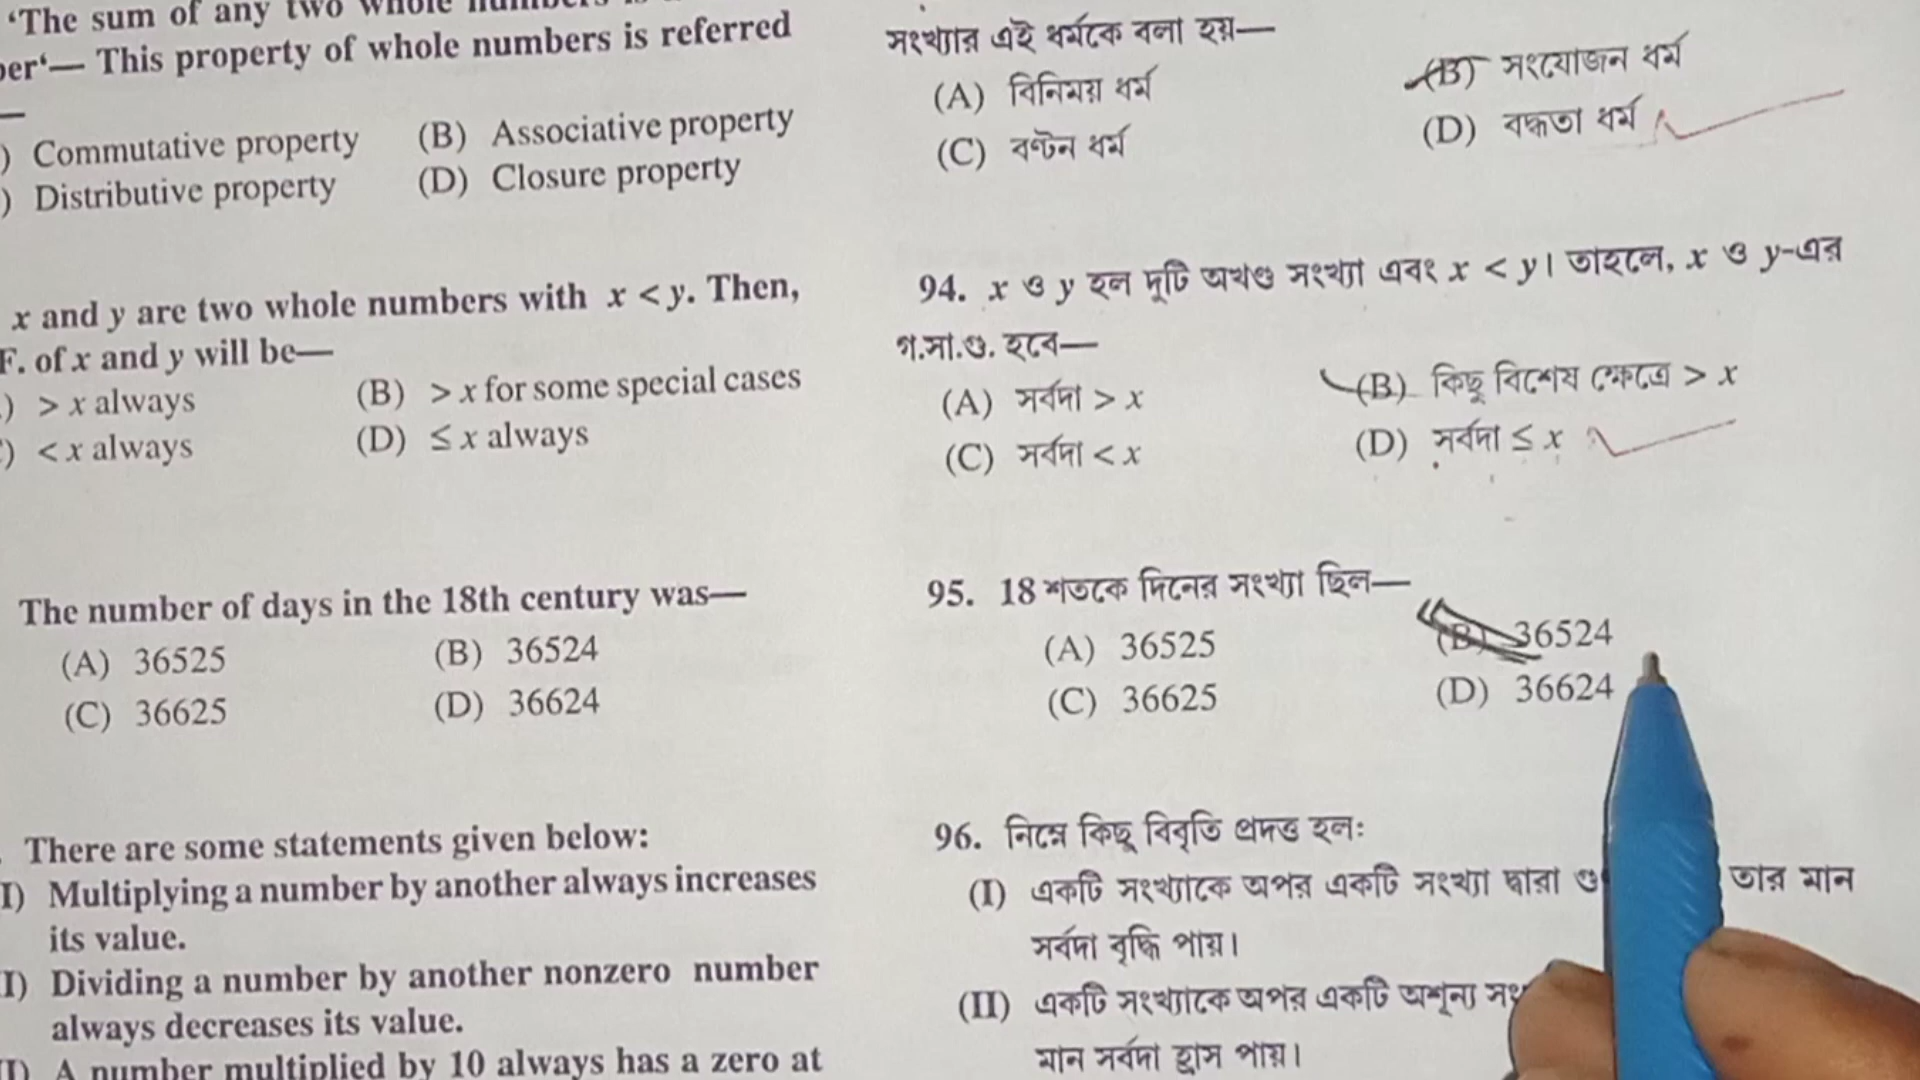 ‘The sum of any two whole
er‘— This property of whole numbers is referred
—
) Commutative property (B) Associative property
) Distributive property (D) Closure property
x and y are two whole numbers with x < y. Then,
F. of x and y will be—
) > x always (B) > x for some special cases
) < x always (D) ≤ x always
The number of days in the 18th century was—
(A) 36525 (B) 36524
(C) 36625 (D) 36624
There are some statements given below:
I) Multiplying a number by another always increases
its value.
I) Dividing a number by another nonzero number
always decreases its value.
I) A number multiplied by 10 always has a zero at
সংখ্যার এই ধর্মকে বলা হয়—
(A) বিনিময় ধর্ম (B) সংযোজন ধর্ম
(C) বণ্টন ধর্ম (D) বদ্ধতা ধর্ম
94. x ও y হল দুটি অখণ্ড সংখ্যা এবং x < y। তাহলে, x ও y-এর
গ.সা.গু. হবে—
(A) সর্বদা > x (B) কিছু বিশেষ ক্ষেত্রে > x
(C) সর্বদা < x (D) সর্বদা ≤ x
95. 18 শতকে দিনের সংখ্যা ছিল—
(A) 36525 (B) 36524
(C) 36625 (D) 36624
96. নিম্নে কিছু বিবৃতি প্রদত্ত হল:
(I) একটি সংখ্যাকে অপর একটি সংখ্যা দ্বারা তার মান
সর্বদা বৃদ্ধি পায়।
(II) একটি সংখ্যাকে অপর একটি অশূন্য
মান সর্বদা হ্রাস পায়।